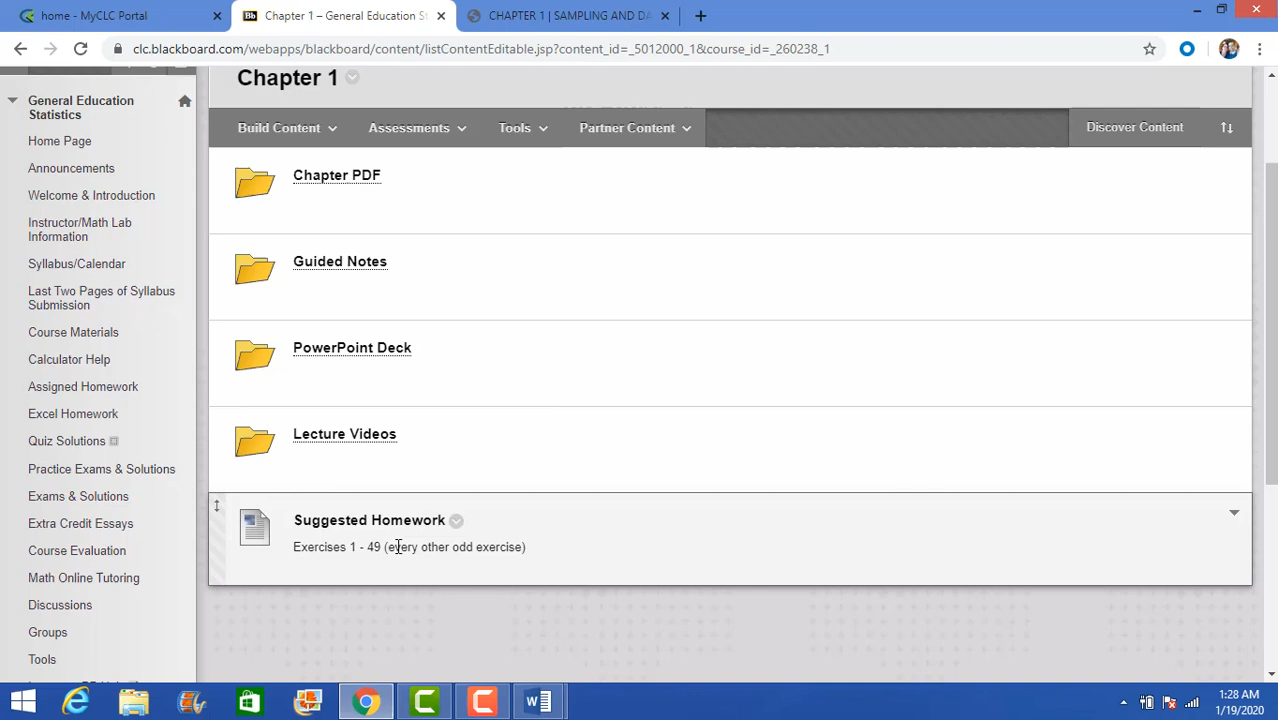 home - MyCLC Portal
Chapter 1 – General Education St
CHAPTER 1 | SAMPLING AND DA
clc.blackboard.com/webapps/blackboard/content/listContentEditable.jsp?content_id=_5012000_1&course_id=_260238_1
Chapter 1
Build Content
Assessments
Tools
Partner Content
Discover Content
General Education
Statistics
Home Page
Announcements
Welcome & Introduction
Instructor/Math Lab
Information
Syllabus/Calendar
Last Two Pages of Syllabus
Submission
Course Materials
Calculator Help
Assigned Homework
Excel Homework
Quiz Solutions
Practice Exams & Solutions
Exams & Solutions
Extra Credit Essays
Course Evaluation
Math Online Tutoring
Discussions
Groups
Tools
Chapter PDF
Guided Notes
PowerPoint Deck
Lecture Videos
Suggested Homework
Exercises 1 - 49 (every other odd exercise)
1:28 AM
1/19/2020